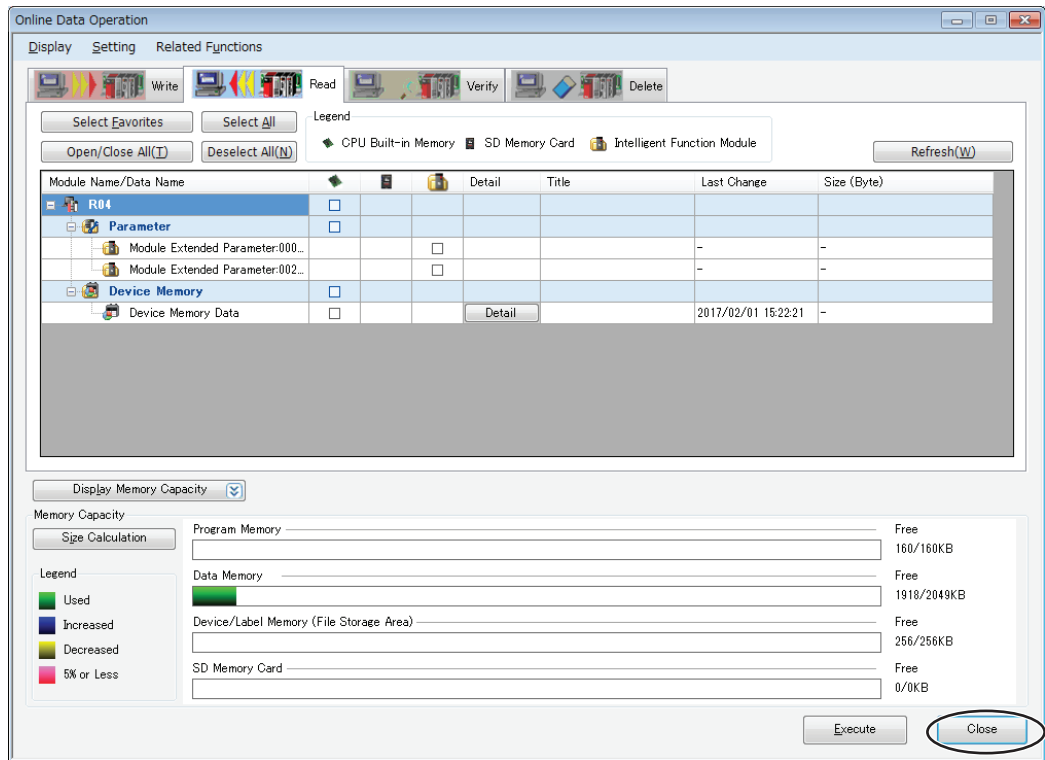 Online Data Operation
Display Setting Related Functions
Write Read Verify Delete
Select Favorites Select All Legend
CPU Built-in Memory SD Memory Card Intelligent Function Module
Open/Close All(T) Deselect All(N) Refresh(W)
Module Name/Data Name Detail Title Last Change Size (Byte)
R04
Parameter
Module Extended Parameter:000... - -
Module Extended Parameter:002... - -
Device Memory
Device Memory Data Detail 2017/02/01 15:22:21 -
Display Memory Capacity
Memory Capacity
Size Calculation
Program Memory Free
160/160KB
Legend
Used
Increased
Decreased
5% or Less
Data Memory Free
1918/2049KB
Device/Label Memory (File Storage Area) Free
256/256KB
SD Memory Card Free
0/0KB
Execute Close